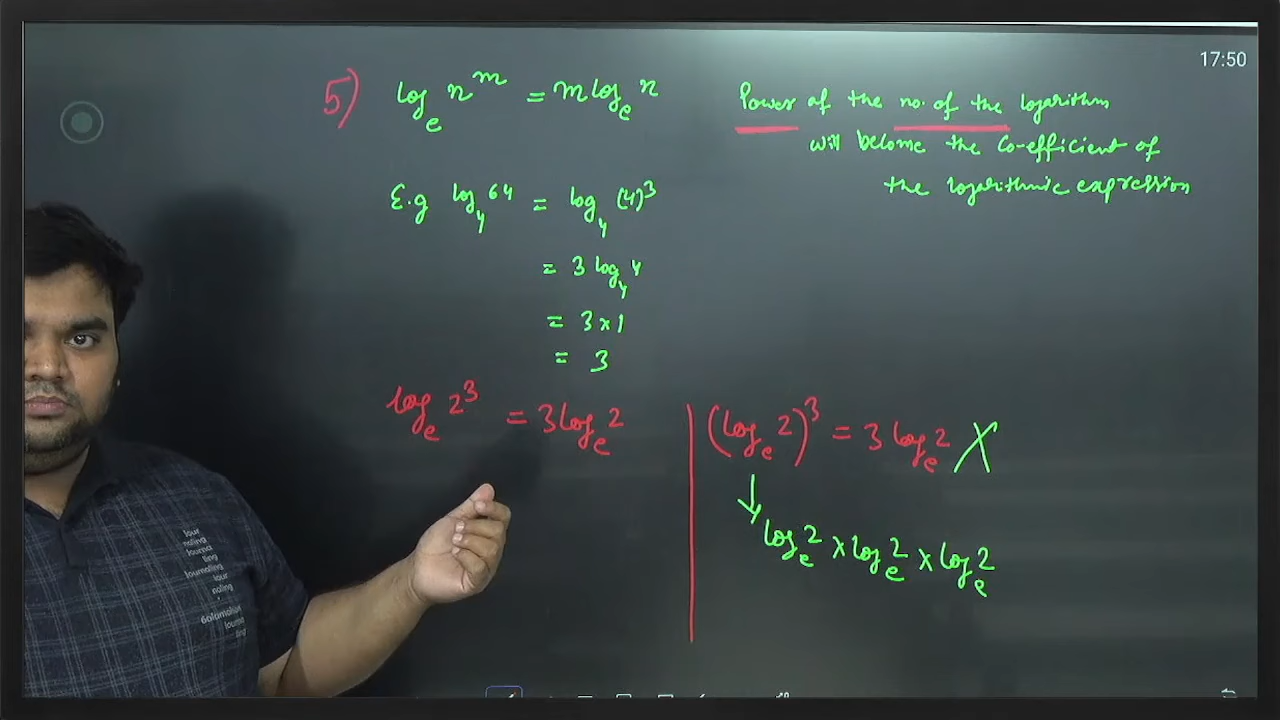 17:50
5) logₑ n^m = m logₑ n
Power of the no. of the logarithm
will become the co-efficient of
the logarithmic expression
E.g log₄ 64 = log₄ (4)³
= 3 log₄ 4
= 3 × 1
= 3
logₑ 2³ = 3 logₑ 2
(logₑ 2)³ = 3 logₑ 2 X
↓
logₑ 2 × logₑ 2 × logₑ 2